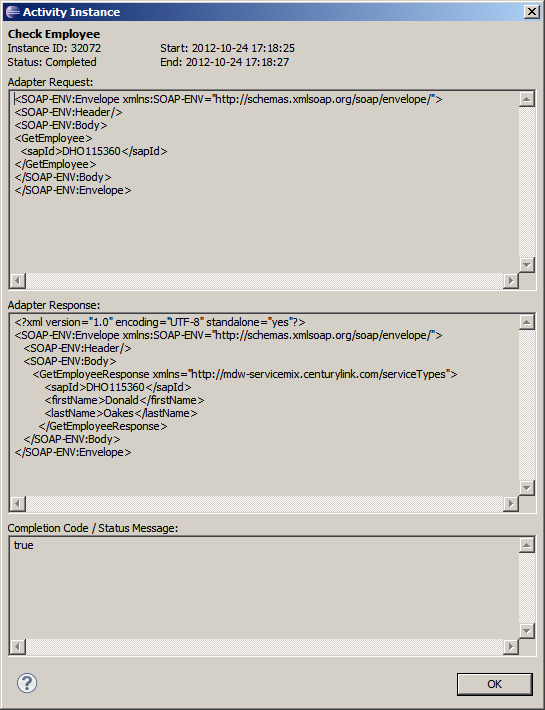 Activity Instance
Check Employee
Instance ID: 32072 Start: 2012-10-24 17:18:25
Status: Completed End: 2012-10-24 17:18:27
Adapter Request:
<SOAP-ENV:Envelope xmlns:SOAP-ENV="http://schemas.xmlsoap.org/soap/envelope/">
<SOAP-ENV:Header/>
<SOAP-ENV:Body>
<GetEmployee>
  <sapId>DHO115360</sapId>
</GetEmployee>
</SOAP-ENV:Body>
</SOAP-ENV:Envelope>
Adapter Response:
<?xml version="1.0" encoding="UTF-8" standalone="yes"?>
<SOAP-ENV:Envelope xmlns:SOAP-ENV="http://schemas.xmlsoap.org/soap/envelope/">
   <SOAP-ENV:Header/>
   <SOAP-ENV:Body>
      <GetEmployeeResponse xmlns="http://mdw-servicemix.centurylink.com/serviceTypes">
         <sapId>DHO115360</sapId>
         <firstName>Donald</firstName>
         <lastName>Oakes</lastName>
       </GetEmployeeResponse>
   </SOAP-ENV:Body>
</SOAP-ENV:Envelope>
Completion Code / Status Message:
true
?
OK